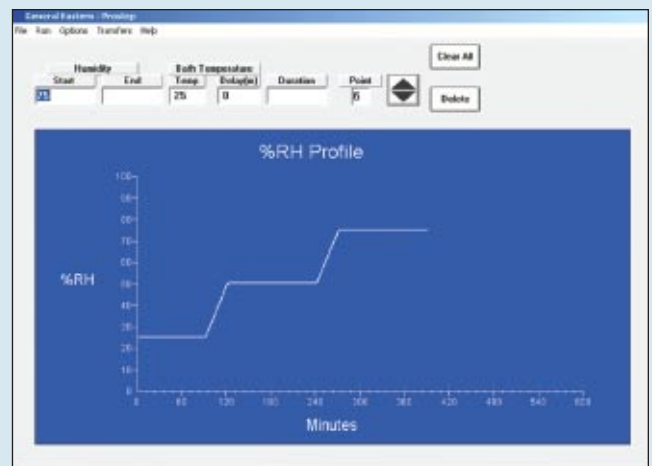 General Eastern - Prostep
File Run Options Transfers Help
Humidity Bath Temperature
Start End Temp Delay(m) Duration Point
25 25 0 6
Clear All
Delete
%RH Profile
100
90
80
70
60
50
40
30
20
10
0
%RH
0 60 120 180 240 300 360 420 480 540 600
Minutes